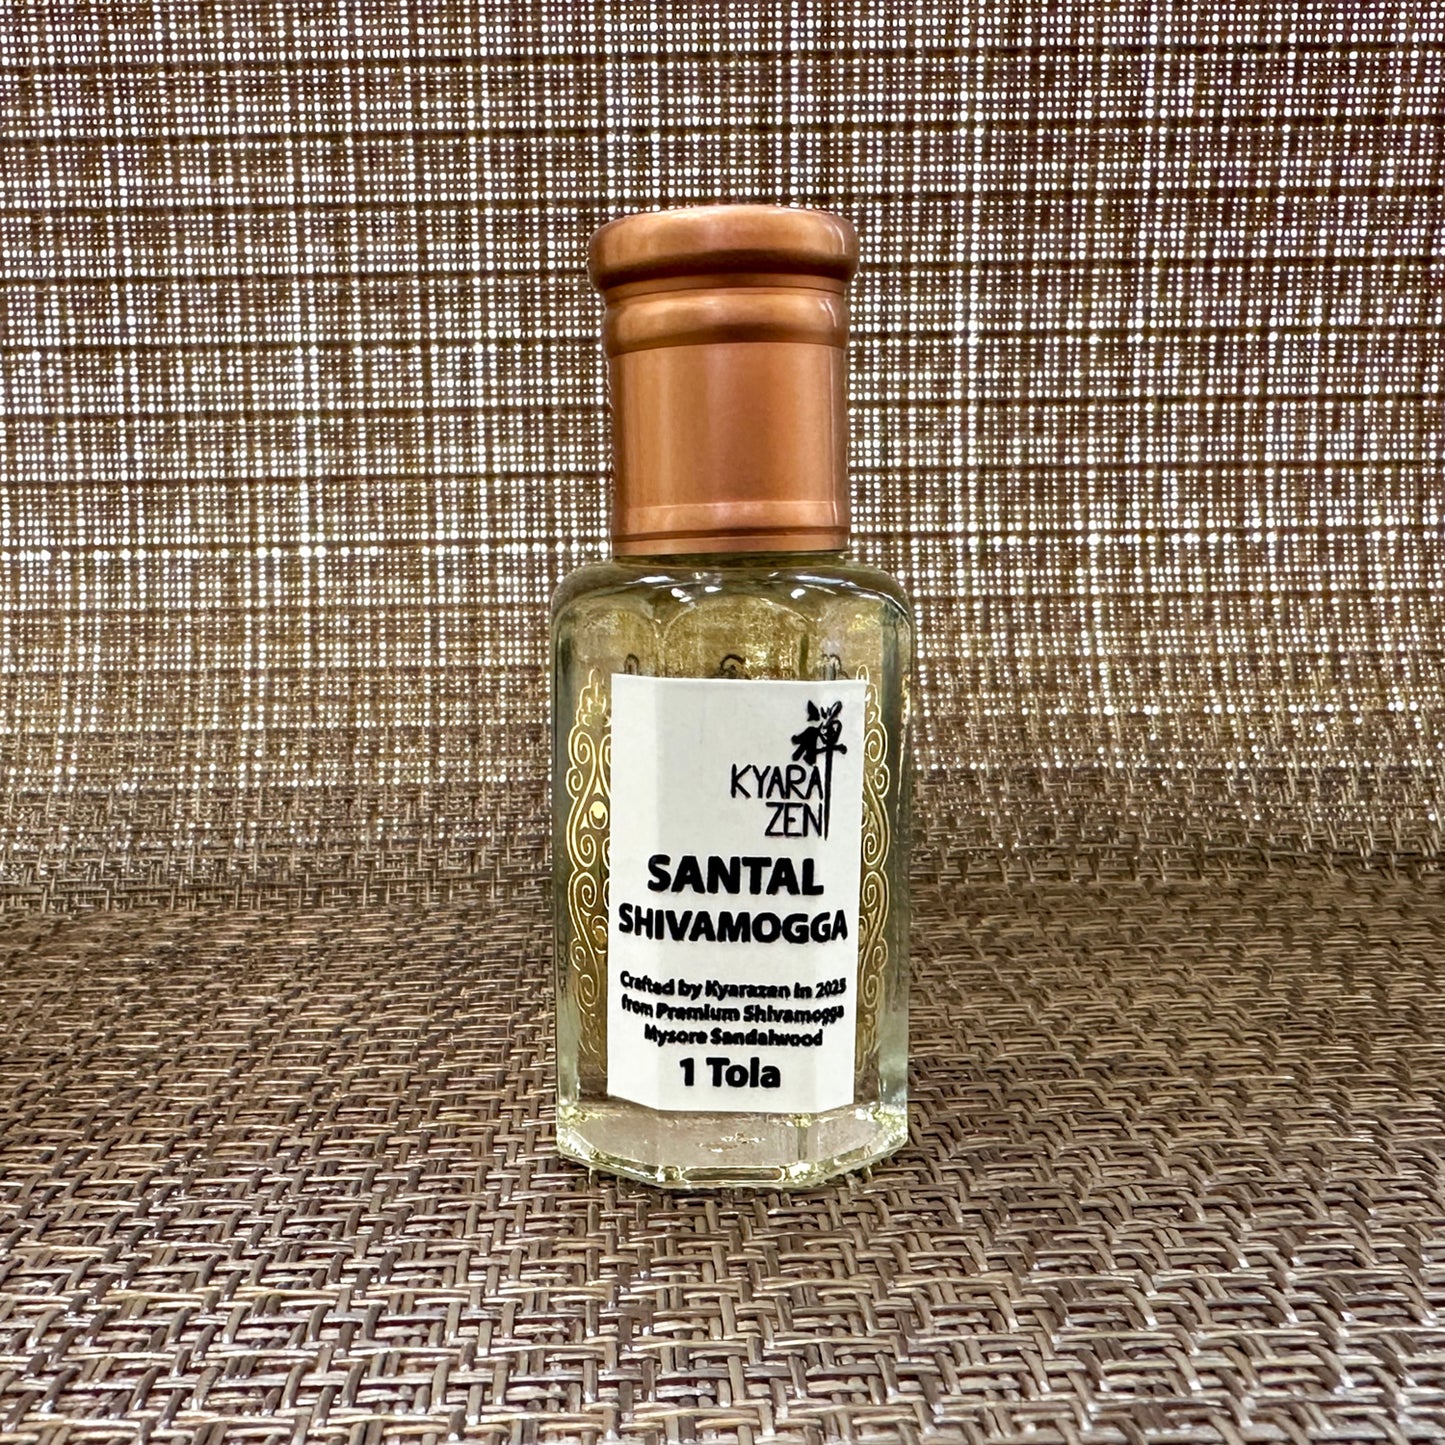 禅
KYARA
ZEN
SANTAL
SHIVAMOGGA
Crafted by Kyarazen in 2025
from Premium Shivamogga
Mysore Sandalwood
1 Tola